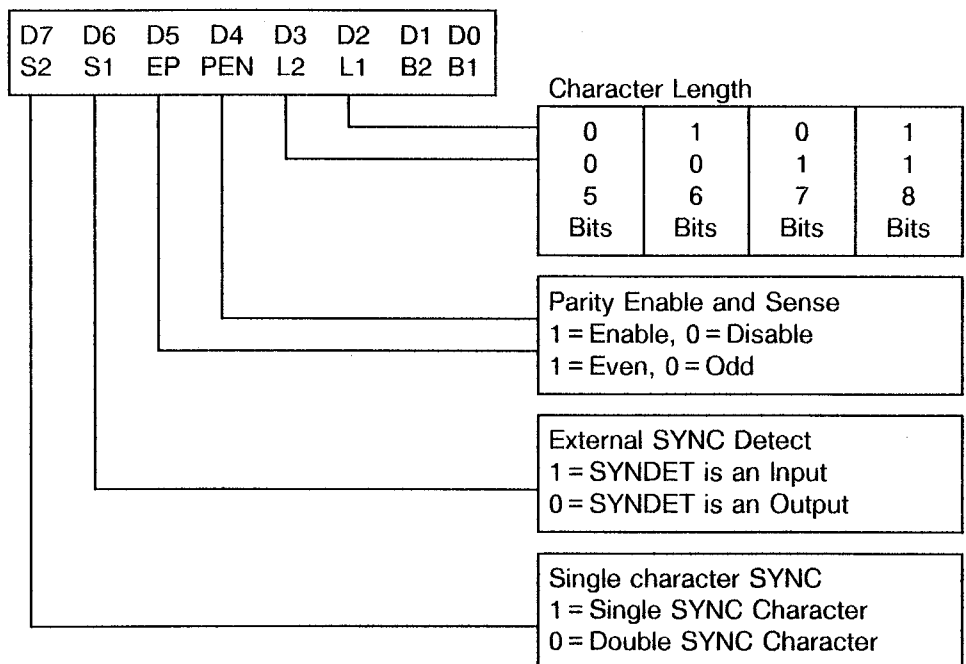 D7 D6 D5 D4 D3 D2 D1 D0
S2 S1 EP PEN L2 L1 B2 B1
Character Length
0 1 0 1
0 0 1 1
5 6 7 8
Bits Bits Bits Bits
Parity Enable and Sense
1 = Enable, 0 = Disable
1 = Even, 0 = Odd
External SYNC Detect
1 = SYNDET is an Input
0 = SYNDET is an Output
Single character SYNC
1 = Single SYNC Character
0 = Double SYNC Character